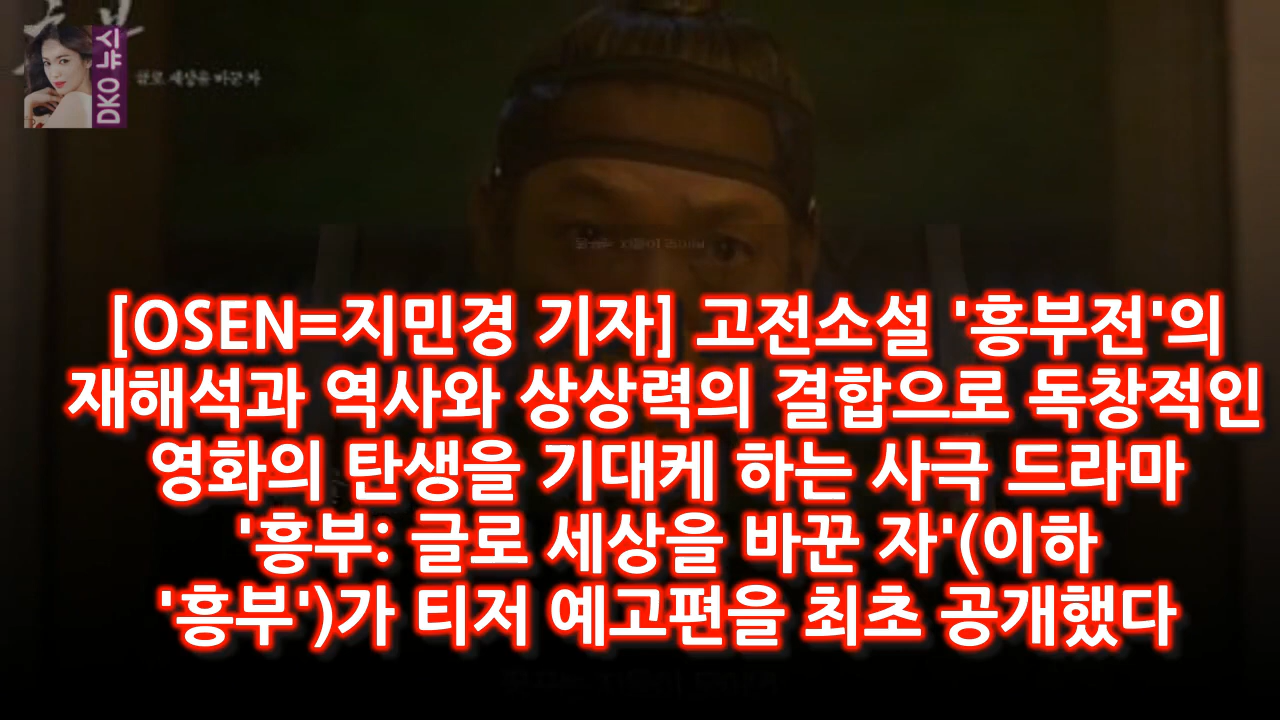 DKO 뉴스
글로 세상을 바꾼 자
[OSEN=지민경 기자] 고전소설 '흥부전'의
재해석과 역사와 상상력의 결합으로 독창적인
영화의 탄생을 기대케 하는 사극 드라마
'흥부: 글로 세상을 바꾼 자'(이하
'흥부')가 티저 예고편을 최초 공개했다